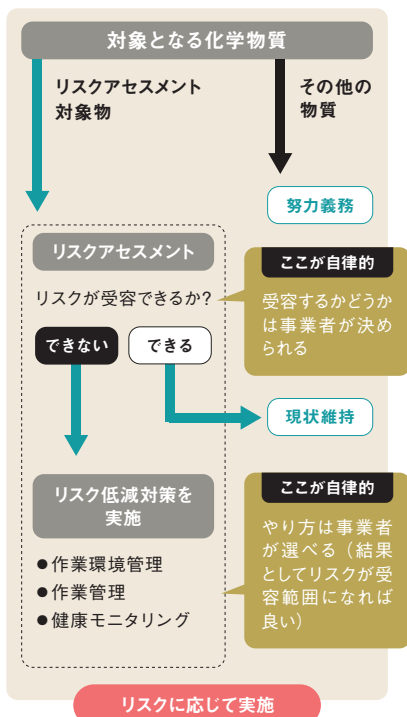 対象となる化学物質
リスクアセスメント
対象物
その他の
物質
努力義務
リスクアセスメント
リスクが受容できるか?
ここが自律的
受容するかどうか
は事業者が決め
られる
できない
できる
現状維持
リスク低減対策を
実施
●作業環境管理
●作業管理
●健康モニタリング
ここが自律的
やり方は事業者
が選べる（結果
としてリスクが受
容範囲になれば
良い）
リスクに応じて実施